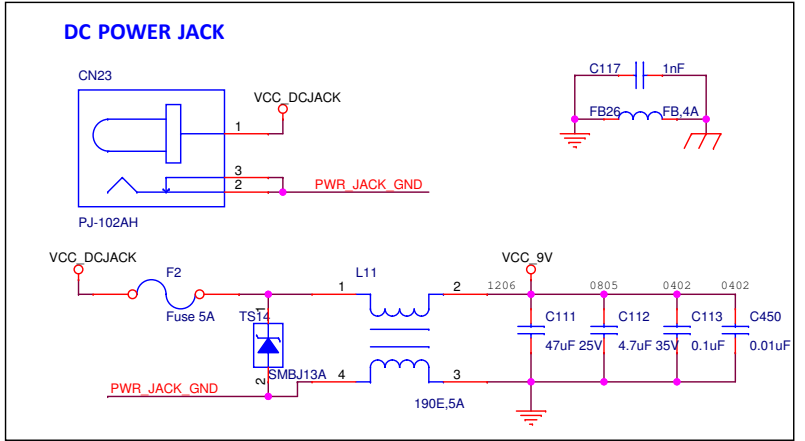 DC POWER JACK
CN23
VCC_DCJACK
1
3
2
PWR_JACK_GND
PJ-102AH
C117 1nF
FB26 FB,4A
VCC_DCJACK
F2
Fuse 5A
TS14
1
2
SMBJ13A
PWR_JACK_GND
L11
1 2
4 3
190E,5A
VCC_9V
1206 0805 0402 0402
C111 C112 C113 C450
47uF 25V 4.7uF 35V 0.1uF 0.01uF